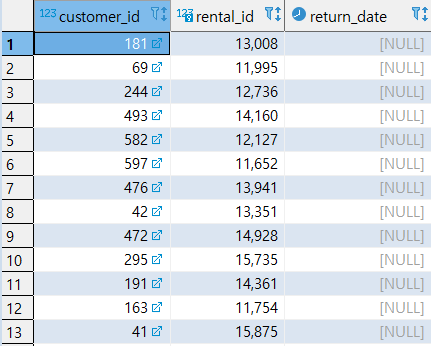 123 customer_id 123 rental_id return_date
1 181 13,008 [NULL]
2 69 11,995 [NULL]
3 244 12,736 [NULL]
4 493 14,160 [NULL]
5 582 12,127 [NULL]
6 597 11,652 [NULL]
7 476 13,941 [NULL]
8 42 13,351 [NULL]
9 472 14,928 [NULL]
10 295 15,735 [NULL]
11 191 14,361 [NULL]
12 163 11,754 [NULL]
13 41 15,875 [NULL]